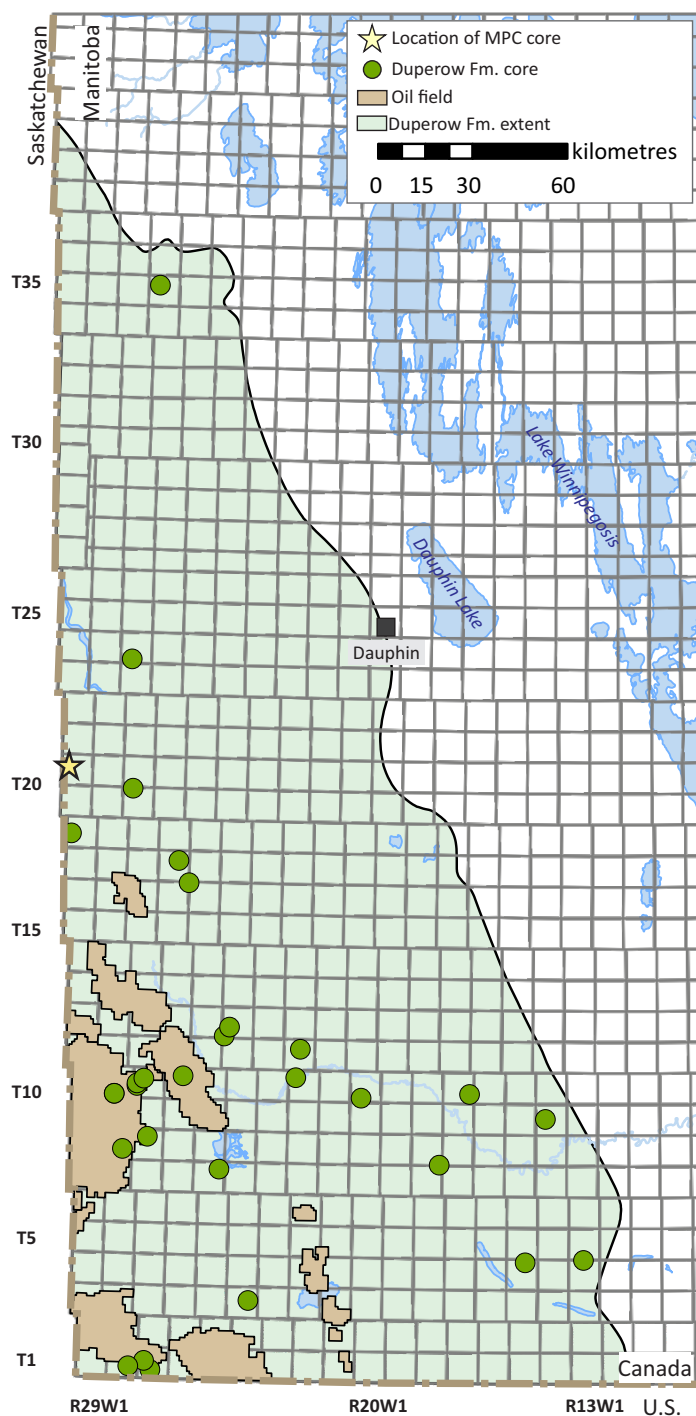 Saskatchewan
Manitoba
Location of MPC core
Duperow Fm. core
Oil field
Duperow Fm. extent
kilometres
0 15 30 60
T35
T30
Lake Winnipegosis
Dauphin Lake
T25
Dauphin
T20
T15
T10
T5
T1
Canada
R29W1 R20W1 R13W1 U.S.